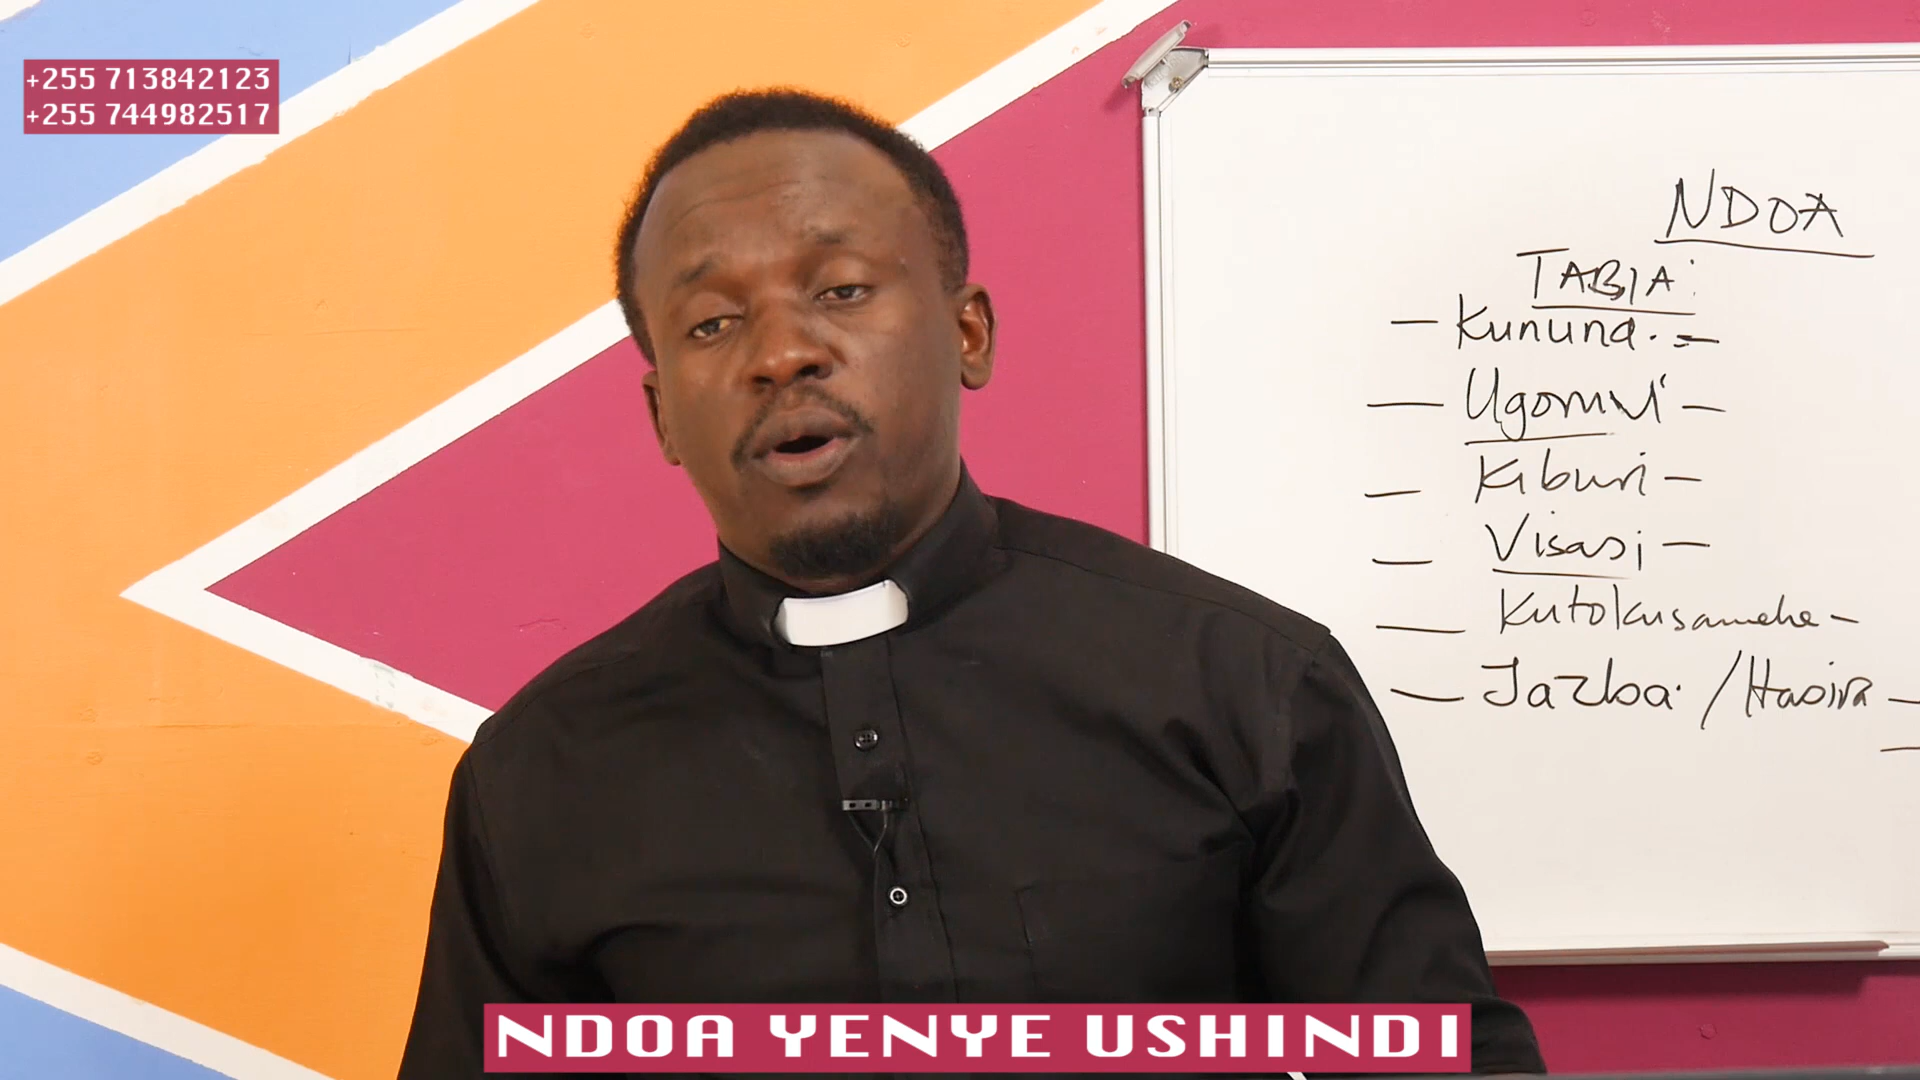 +255 713842123
+255 744982517
NDOA
TABIA:
— Kununa. =
— Ugomvi —
— Kiburi —
— Visasi —
— Kutokusamehe —
— Jazba. / Hasira —
NDOA YENYE USHINDI